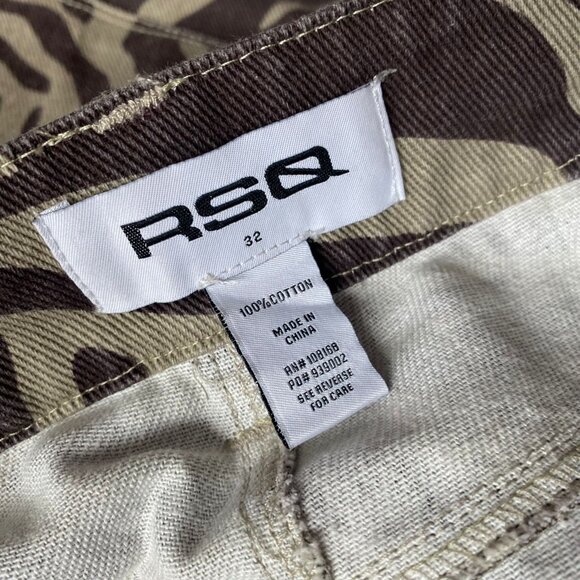 RSQ
32
100%COTTON
MADE IN
CHINA
RN# 108168
PO# 939002
SEE REVERSE
FOR CARE